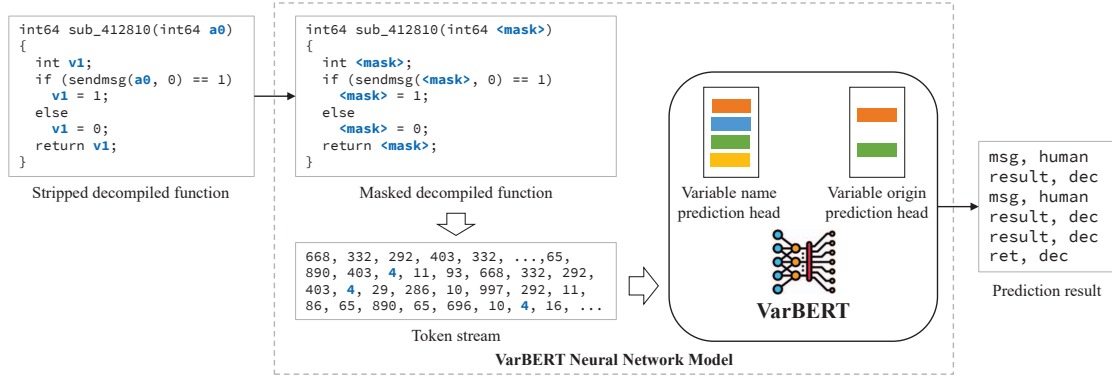 int64 sub_412810(int64 a0)
{
int v1;
if (sendmsg(a0, 0) == 1)
v1 = 1;
else
v1 = 0;
return v1;
}
Stripped decompiled function
int64 sub_412810(int64 <mask>)
{
int <mask>;
if (sendmsg(<mask>, 0) == 1)
<mask> = 1;
else
<mask> = 0;
return <mask>;
}
Masked decompiled function
668, 332, 292, 403, 332, ...,65,
890, 403, 4, 11, 93, 668, 332, 292,
403, 4, 29, 286, 10, 997, 292, 11,
86, 65, 890, 65, 696, 10, 4, 16, ...
Token stream
Variable name
prediction head
Variable origin
prediction head
VarBERT
VarBERT Neural Network Model
msg, human
result, dec
msg, human
result, dec
result, dec
ret, dec
Prediction result